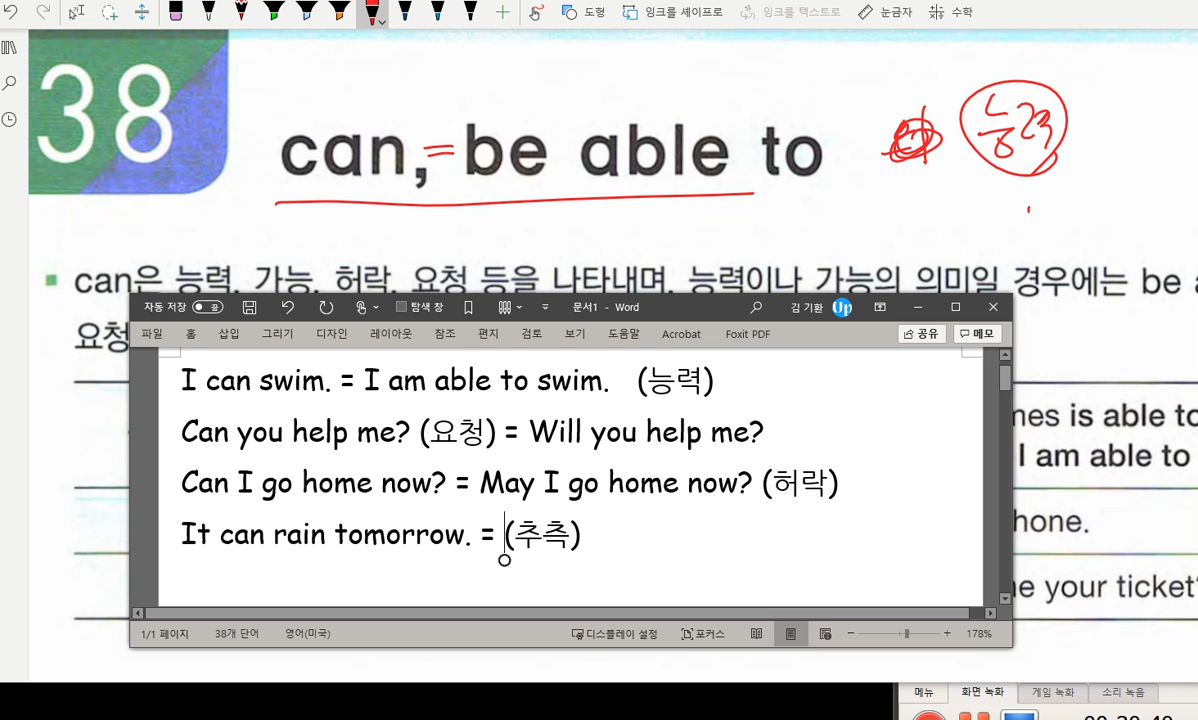 도형
잉크를 셰이프로
잉크를 텍스트로
눈금자
수학
38
can, = be able to
능력
can은 능력, 가능, 허락, 요청 등을 나타내며, 능력이나 가능의 의미일 경우에는 be a
요청
자동 저장 끔
탐색 창
문서1 - Word
김 기환
파일 홈 삽입 그리기 디자인 레이아웃 참조 편지 검토 보기 도움말 Acrobat Foxit PDF
공유 메모
I can swim. = I am able to swim. (능력)
Can you help me? (요청) = Will you help me?
Can I go home now? = May I go home now? (허락)
It can rain tomorrow. = (추측)
mes is able to
I am able to
hone.
ne your ticket?
1/1 페이지 38개 단어 영어(미국)
디스플레이 설정 포커스 178%
메뉴 화면 녹화 게임 녹화 소리 녹음